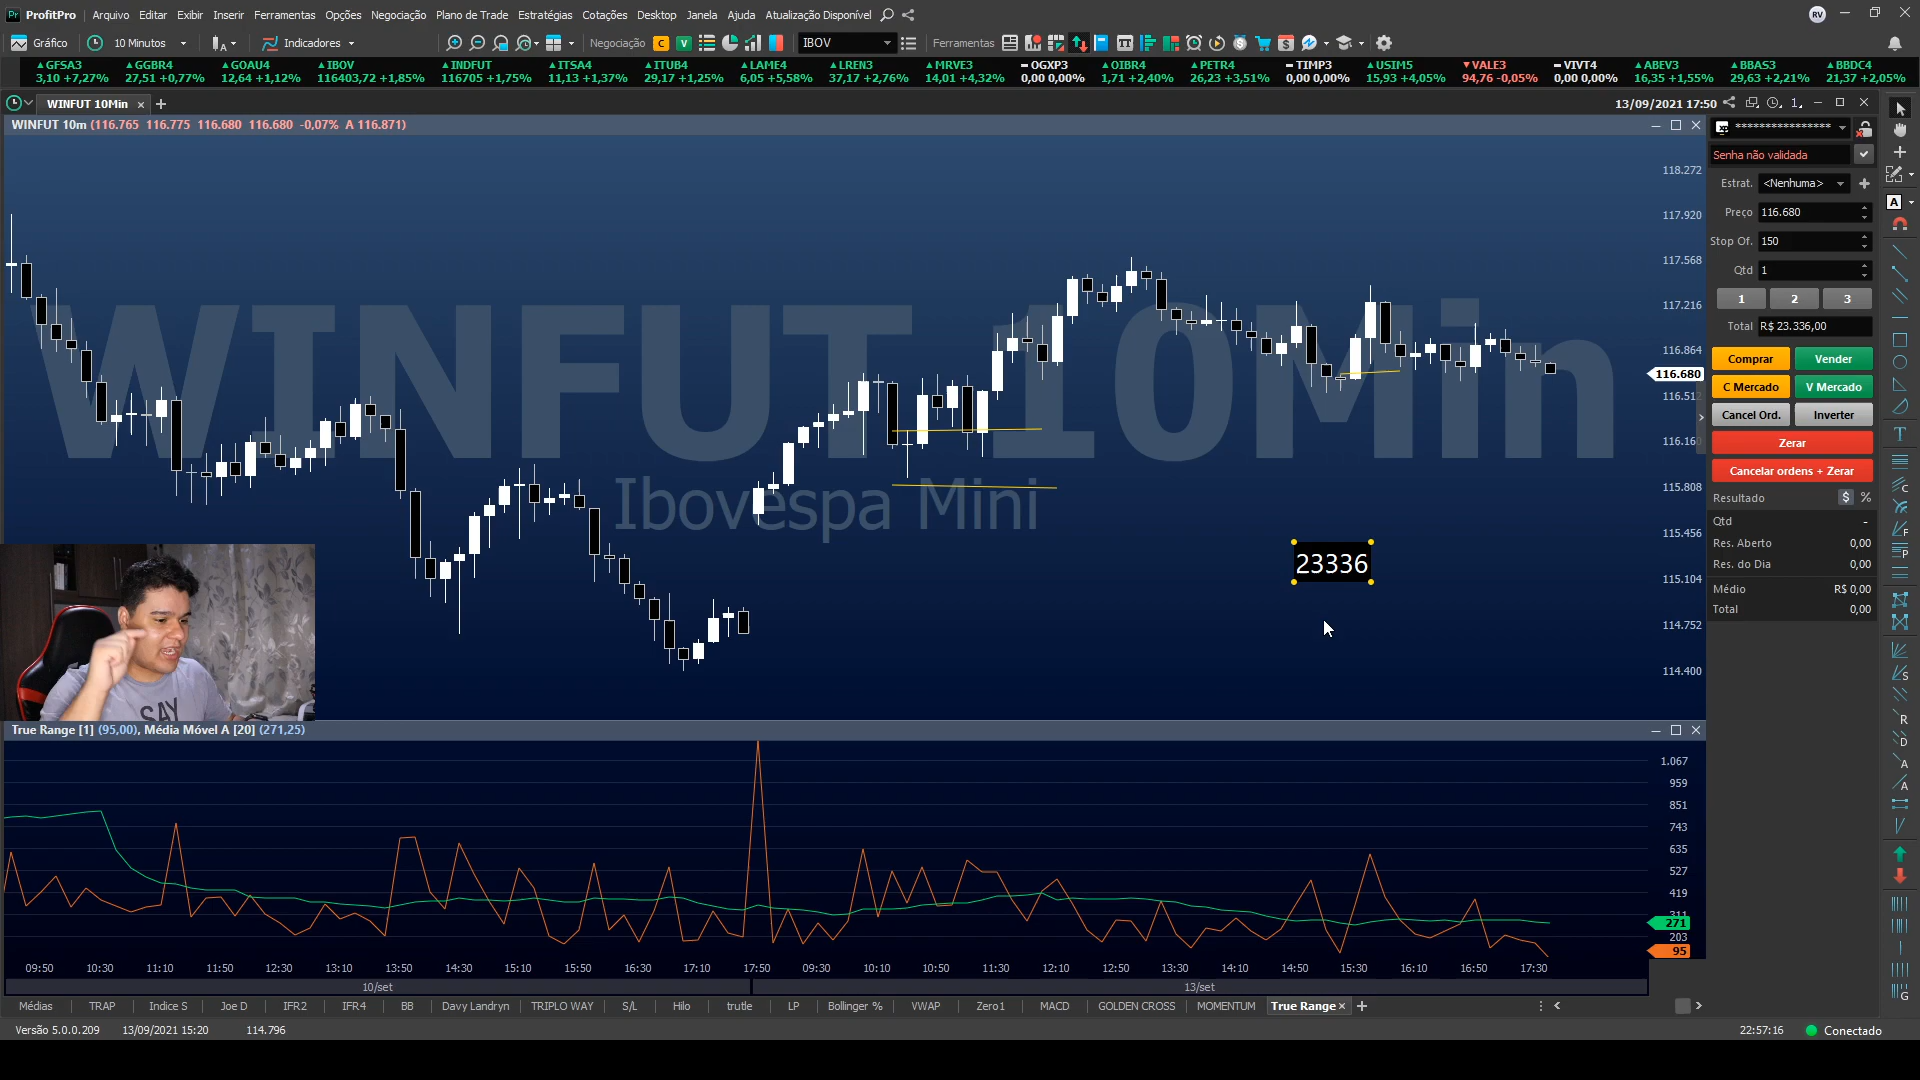 ProfitPro Arquivo Editar Exibir Inserir Ferramentas Opções Negociação Plano de Trade Estratégias Cotações Desktop Janela Ajuda Atualização Disponível RV
Gráfico 10 Minutos Indicadores Negociação C V IBOV Ferramentas
GFSA3 GGBR4 GOAU4 IBOV INDFUT ITSA4 ITUB4 LAME4 LREN3 MRVE3 OGXP3 OIBR4 PETR4 TIMP3 USIM5 VALE3 VIVT4 ABEV3 BBAS3 BBDC4
3,10 +7,27% 27,51 +0,77% 12,64 +1,12% 116403,72 +1,85% 116705 +1,75% 11,13 +1,37% 29,17 +1,25% 6,05 +5,58% 37,17 +2,76% 14,01 +4,32% 0,00 0,00% 1,71 +2,40% 26,23 +3,51% 0,00 0,00% 15,93 +4,05% 94,76 -0,05% 0,00 0,00% 16,35 +1,55% 29,63 +2,21% 21,37 +2,05%
WINFUT 10Min 13/09/2021 17:50
WINFUT 10m (116.765 116.775 116.680 116.680 -0,07% A 116.871)
WINFUT 10Min
Ibovespa Mini
118.272
117.920
117.568
117.216
116.864
116.680
116.512
116.160
115.808
115.456
115.104
114.752
114.400
23336
SAY
****************
Senha não validada
Estrat. <Nenhuma>
Preço 116.680
Stop Of. 150
Qtd 1
1 2 3
Total R$ 23.336,00
Comprar Vender
C Mercado V Mercado
Cancel Ord. Inverter
Zerar
Cancelar ordens + Zerar
Resultado $ %
Qtd -
Res. Aberto 0,00
Res. do Dia 0,00
Médio R$ 0,00
Total 0,00
True Range [1] (95,00), Média Móvel A [20] (271,25)
1.067
959
851
743
635
527
419
311
271
203
95
09:50 10:30 11:10 11:50 12:30 13:10 13:50 14:30 15:10 15:50 16:30 17:10 17:50 09:30 10:10 10:50 11:30 12:10 12:50 13:30 14:10 14:50 15:30 16:10 16:50 17:30
10/set 13/set
Médias TRAP Indice S Joe D IFR2 IFR4 BB Davy Landryn TRIPLO WAY S/L Hilo trutle LP Bollinger % VWAP Zero1 MACD GOLDEN CROSS MOMENTUM True Range
Versão 5.0.0.209 13/09/2021 15:20 114.796 22:57:16 Conectado